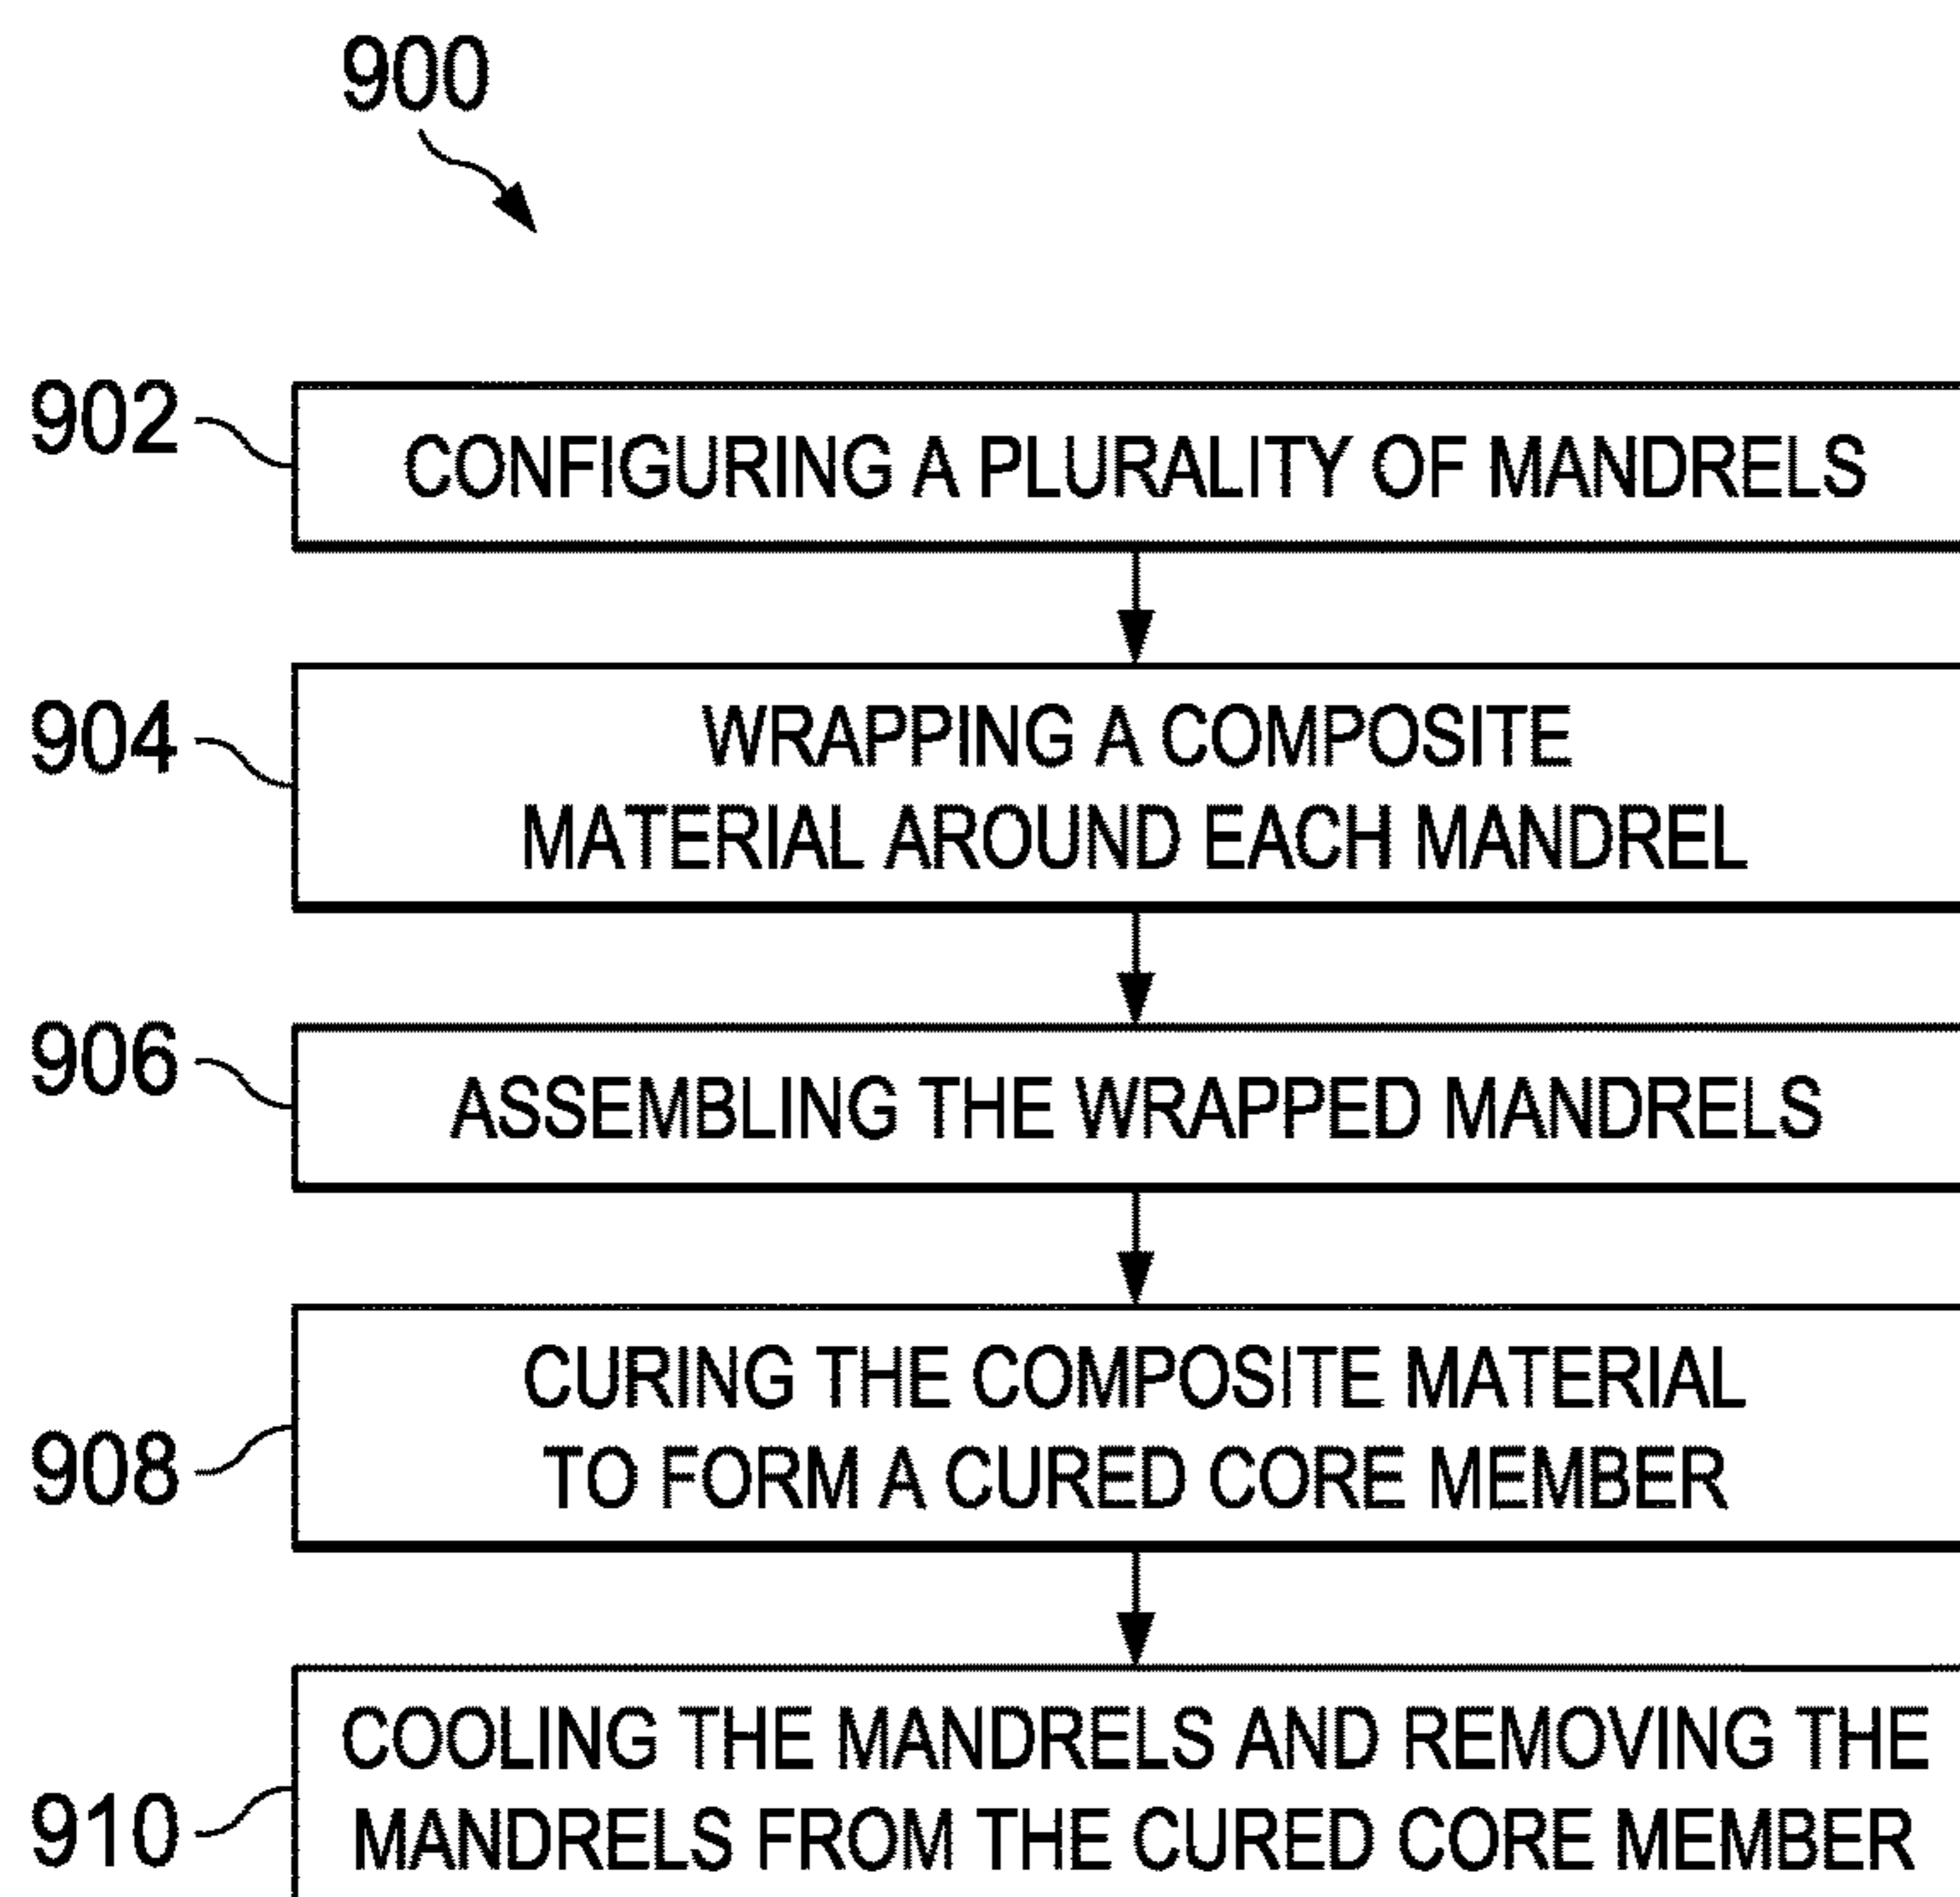 900
902
CONFIGURING A PLURALITY OF MANDRELS
904
WRAPPING A COMPOSITE
MATERIAL AROUND EACH MANDREL
906
ASSEMBLING THE WRAPPED MANDRELS
908
CURING THE COMPOSITE MATERIAL
TO FORM A CURED CORE MEMBER
910
COOLING THE MANDRELS AND REMOVING THE
MANDRELS FROM THE CURED CORE MEMBER